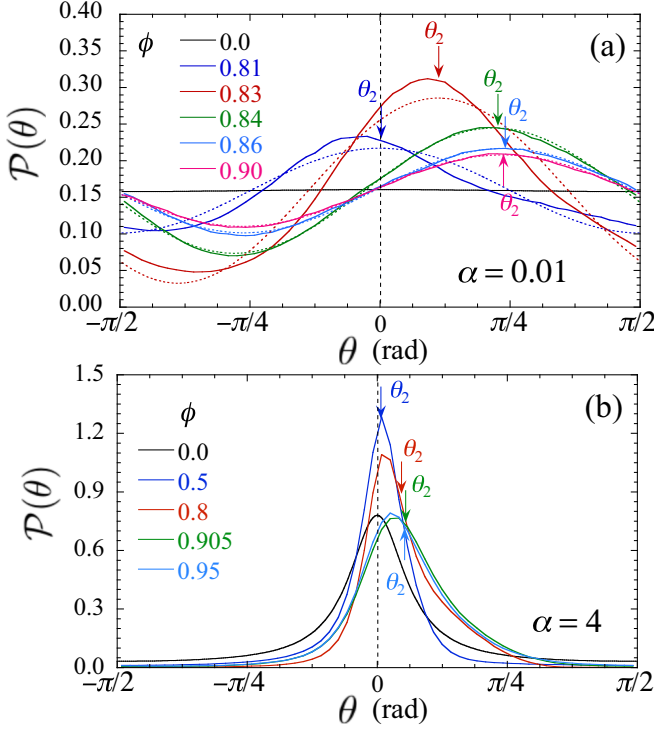 0.40
(a)
ϕ
θ₂
0.35
0.0
0.30
0.81
θ₂
θ₂
0.83
θ₂
0.25
0.84
𝒫(θ)
0.20
0.86
0.90
0.15
θ₂
0.10
0.05
α = 0.01
0.00
−π/2
−π/4
0
π/4
π/2
θ (rad)
1.5
(b)
θ₂
ϕ
1.2
0.0
θ₂
0.5
0.9
θ₂
𝒫(θ)
0.8
0.905
0.6
0.95
θ₂
0.3
α = 4
0.0
−π/2
−π/4
0
π/4
π/2
θ (rad)